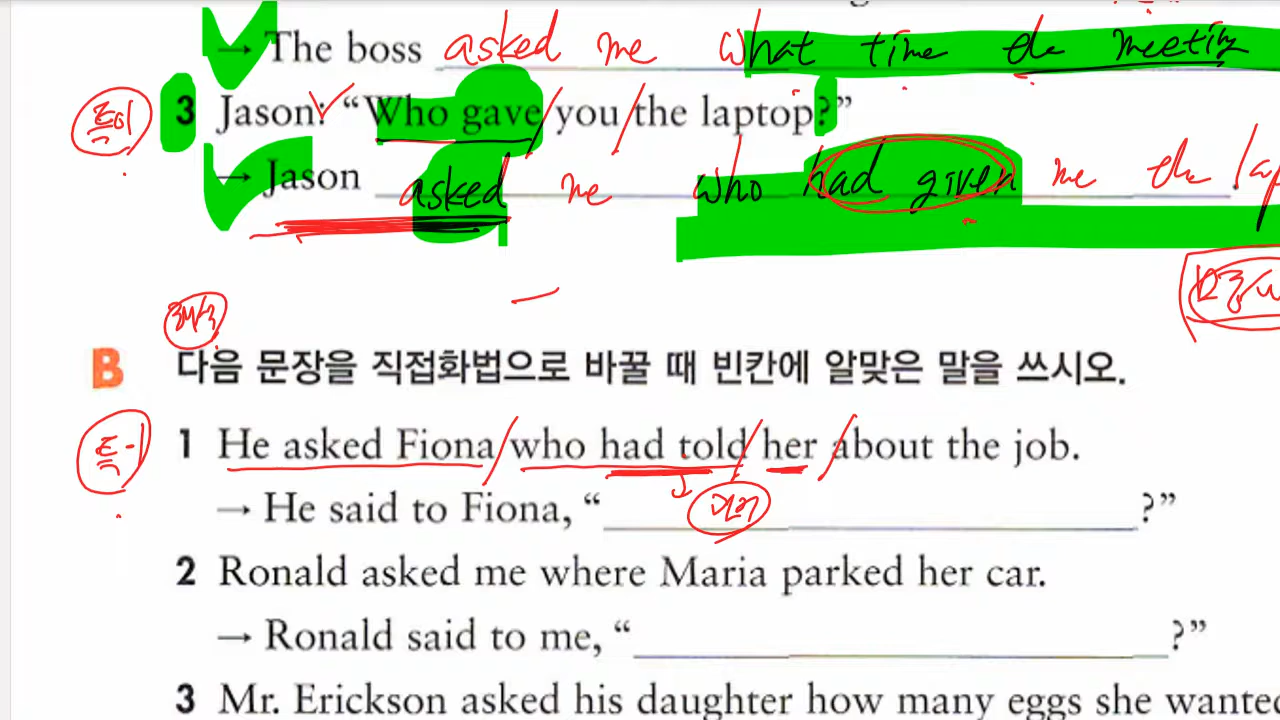 → The boss asked me what time the meeting
특이 3 Jason: “Who gave you the laptop?”
→ Jason asked me who had given me the lap
해석
B 다음 문장을 직접화법으로 바꿀 때 빈칸에 알맞은 말을 쓰시오.
1 He asked Fiona who had told her about the job.
→ He said to Fiona, “ ?” 과거
2 Ronald asked me where Maria parked her car.
→ Ronald said to me, “ ?”
3 Mr. Erickson asked his daughter how many eggs she wanted